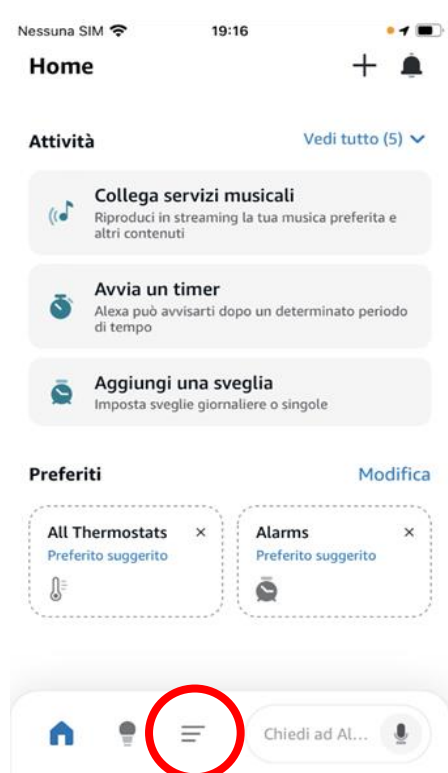 Nessuna SIM 19:16
Home
Attività Vedi tutto (5)
Collega servizi musicali
Riproduci in streaming la tua musica preferita e
altri contenuti
Avvia un timer
Alexa può avvisarti dopo un determinato periodo
di tempo
Aggiungi una sveglia
Imposta sveglie giornaliere o singole
Preferiti Modifica
All Thermostats ×
Preferito suggerito
Alarms ×
Preferito suggerito
Chiedi ad Al...